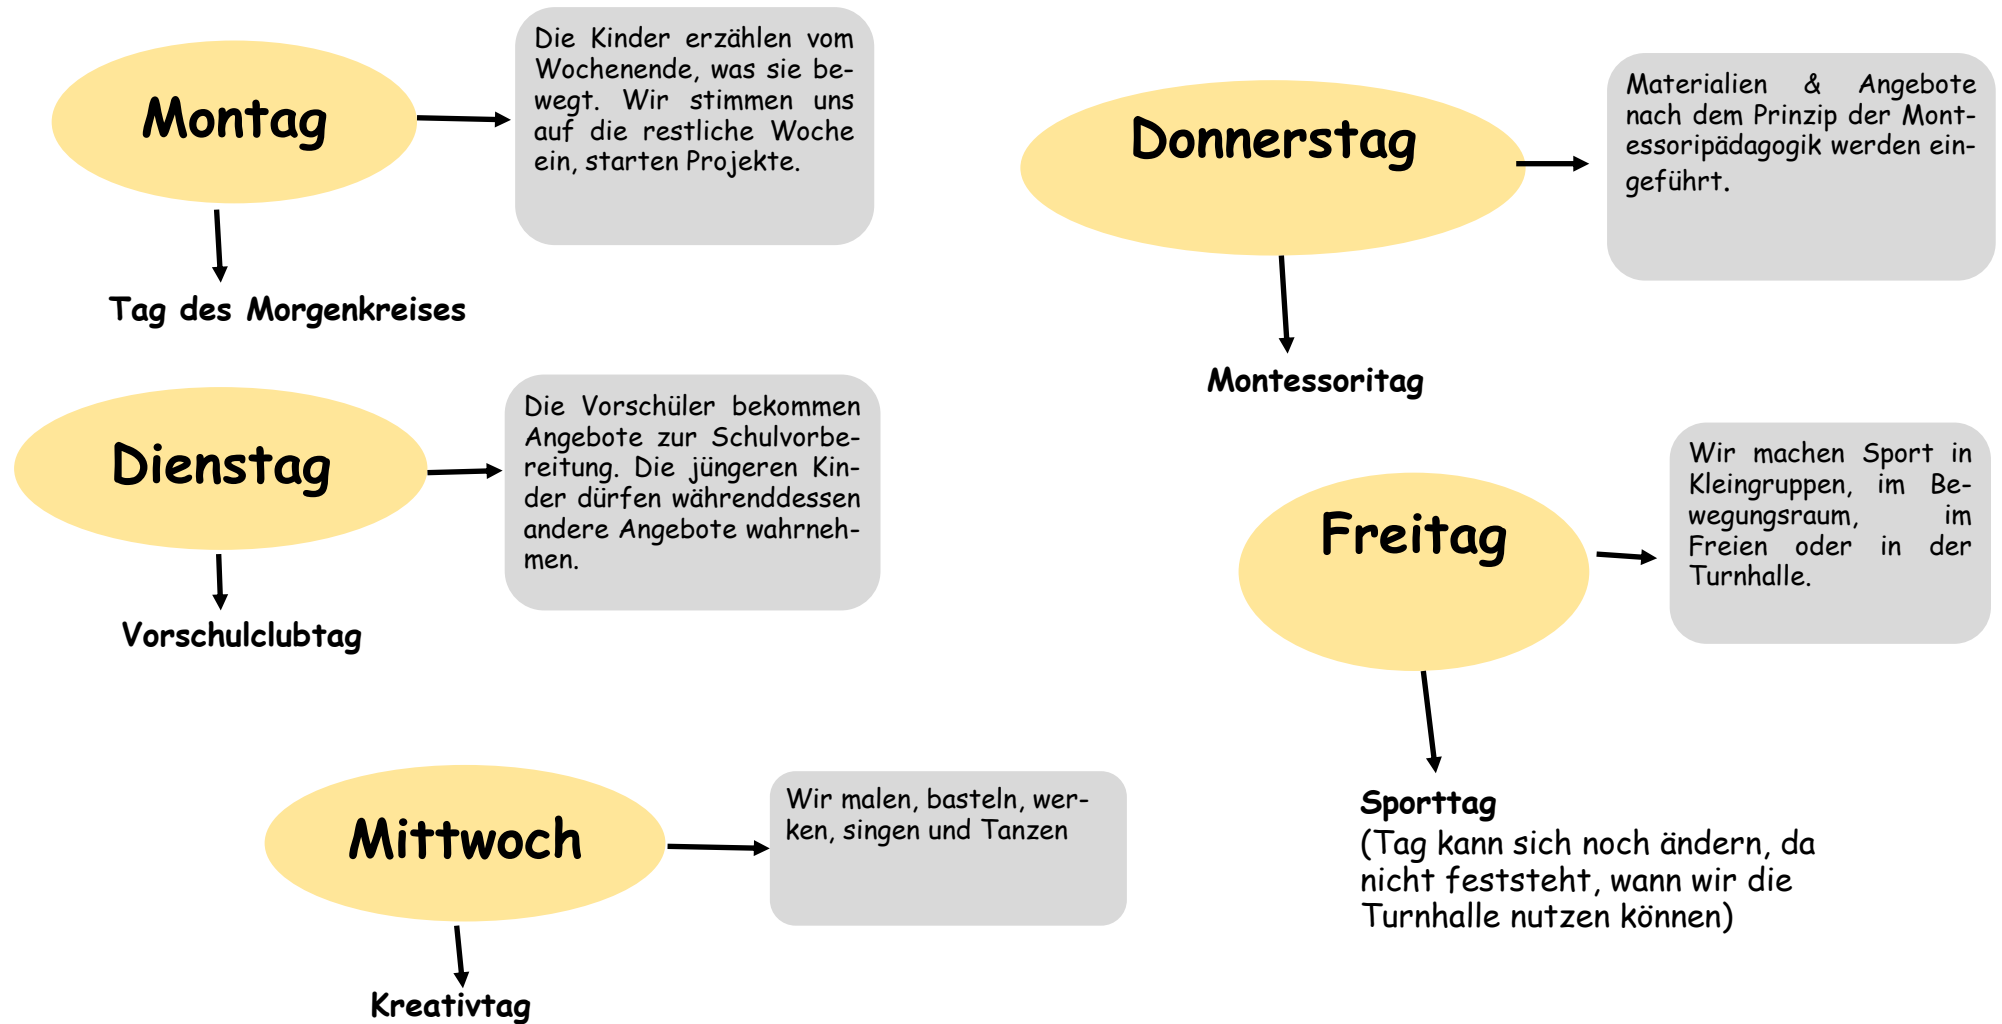 Montag
Die Kinder erzählen vom
Wochenende, was sie be-
wegt. Wir stimmen uns
auf die restliche Woche
ein, starten Projekte.
Tag des Morgenkreises
Dienstag
Die Vorschüler bekommen
Angebote zur Schulvorbe-
reitung. Die jüngeren Kin-
der dürfen währenddessen
andere Angebote wahrneh-
men.
Vorschulclubtag
Mittwoch
Wir malen, basteln, wer-
ken, singen und Tanzen
Kreativtag
Donnerstag
Materialien & Angebote
nach dem Prinzip der Mont-
essoripädagogik werden ein-
geführt.
Montessoritag
Freitag
Wir machen Sport in
Kleingruppen, im Be-
wegungsraum, im
Freien oder in der
Turnhalle.
Sporttag
(Tag kann sich noch ändern, da
nicht feststeht, wann wir die
Turnhalle nutzen können)